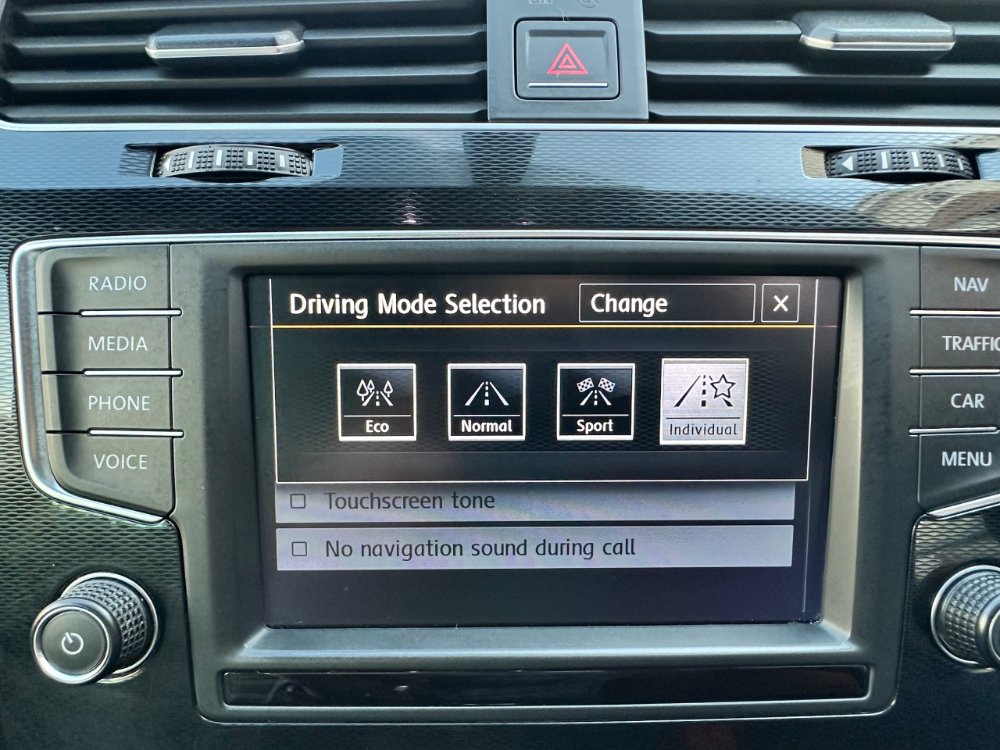 RADIO
MEDIA
PHONE
VOICE
Driving Mode Selection
Change
X
Eco
Normal
Sport
Individual
Touchscreen tone
No navigation sound during call
NAV
TRAFFIC
CAR
MENU